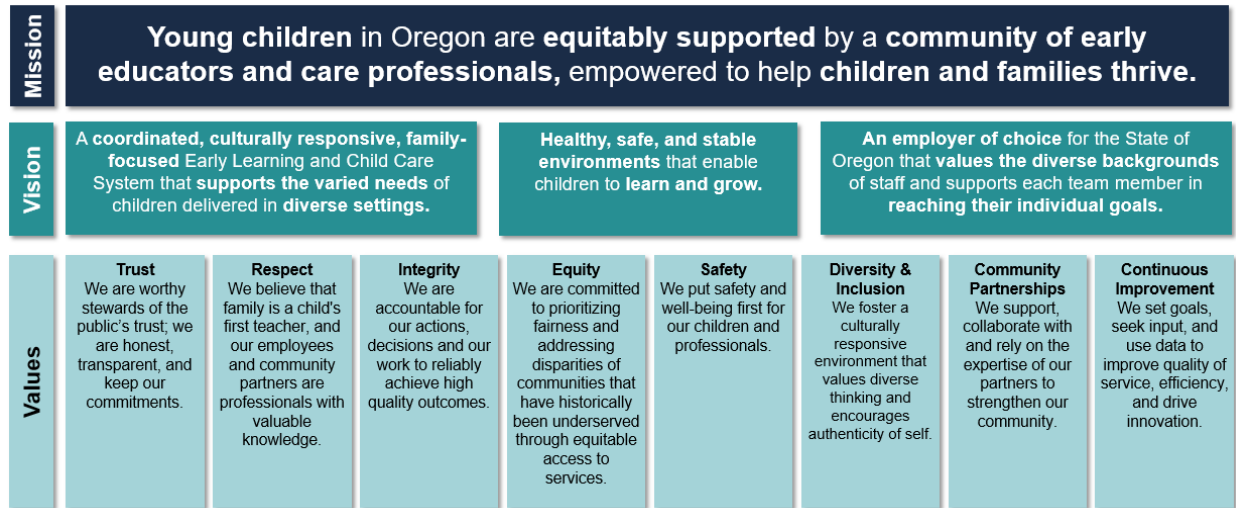 Mission
Young children in Oregon are equitably supported by a community of early
educators and care professionals, empowered to help children and families thrive.
Vision
A coordinated, culturally responsive, family-
focused Early Learning and Child Care
System that supports the varied needs of
children delivered in diverse settings.
Healthy, safe, and stable
environments that enable
children to learn and grow.
An employer of choice for the State of
Oregon that values the diverse backgrounds
of staff and supports each team member in
reaching their individual goals.
Values
Trust
We are worthy
stewards of the
public's trust; we
are honest,
transparent, and
keep our
commitments.
Respect
We believe that
family is a child's
first teacher, and
our employees
and community
partners are
professionals with
valuable
knowledge.
Integrity
We are
accountable for
our actions,
decisions and our
work to reliably
achieve high
quality outcomes.
Equity
We are committed
to prioritizing
fairness and
addressing
disparities of
communities that
have historically
been underserved
through equitable
access to
services.
Safety
We put safety and
well-being first for
our children and
professionals.
Diversity &
Inclusion
We foster a
culturally
responsive
environment that
values diverse
thinking and
encourages
authenticity of self.
Community
Partnerships
We support,
collaborate with
and rely on the
expertise of our
partners to
strengthen our
community.
Continuous
Improvement
We set goals,
seek input, and
use data to
improve quality of
service, efficiency,
and drive
innovation.